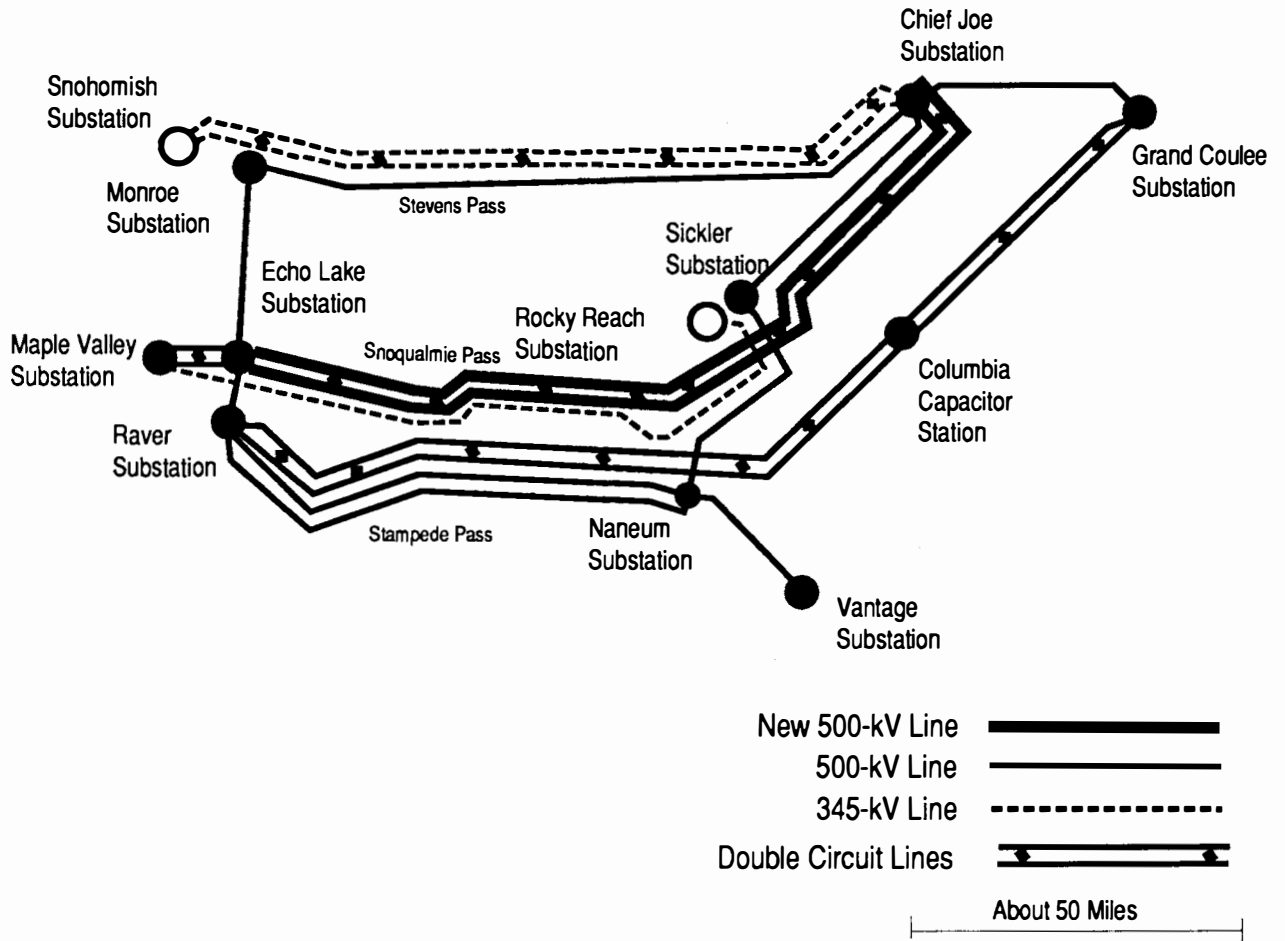 Chief Joe
Substation
Snohomish
Substation
Grand Coulee
Substation
Monroe
Substation
Stevens Pass
Sickler
Substation
Echo Lake
Substation
Rocky Reach
Substation
Maple Valley
Substation
Snoqualmie Pass
Columbia
Capacitor
Station
Raver
Substation
Stampede Pass
Naneum
Substation
Vantage
Substation
New 500-kV Line
500-kV Line
345-kV Line
Double Circuit Lines
About 50 Miles